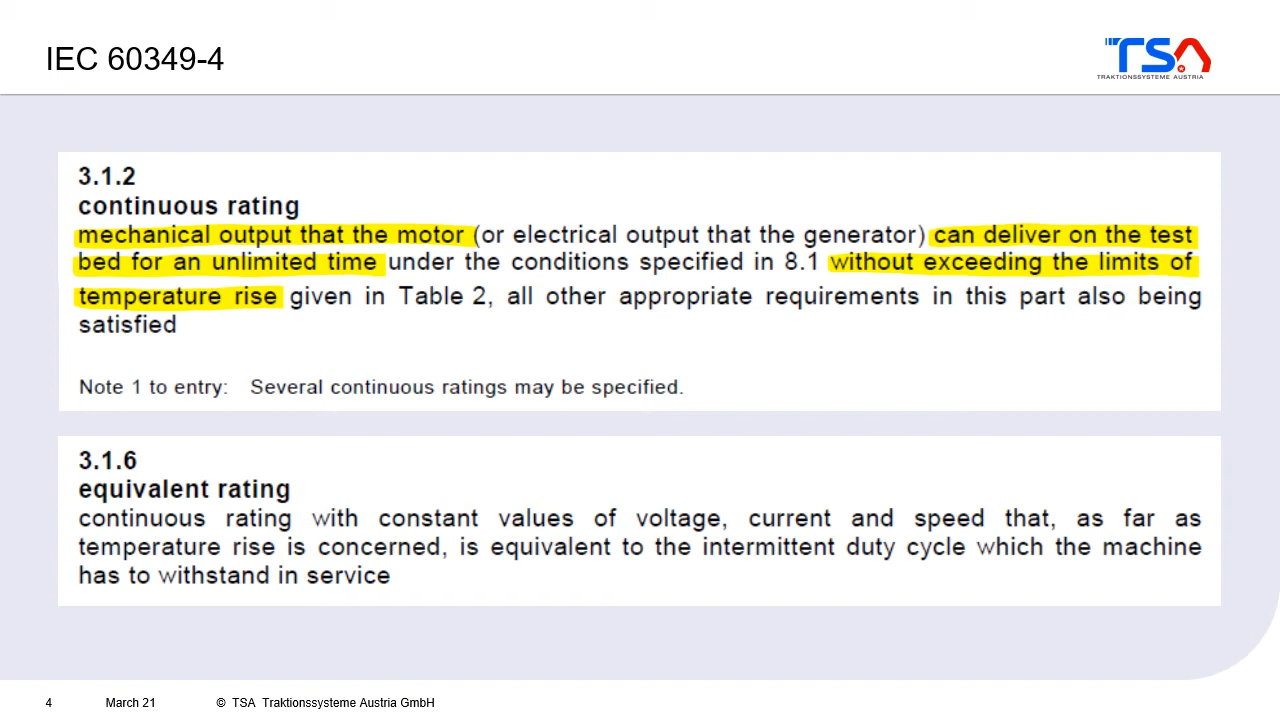 IEC 60349-4
TSA
TRAKTIONSSYSTEME AUSTRIA
3.1.2
continuous rating
mechanical output that the motor (or electrical output that the generator) can deliver on the test
bed for an unlimited time under the conditions specified in 8.1 without exceeding the limits of
temperature rise given in Table 2, all other appropriate requirements in this part also being
satisfied
Note 1 to entry: Several continuous ratings may be specified.
3.1.6
equivalent rating
continuous rating with constant values of voltage, current and speed that, as far as
temperature rise is concerned, is equivalent to the intermittent duty cycle which the machine
has to withstand in service
4 March 21 © TSA Traktionssysteme Austria GmbH